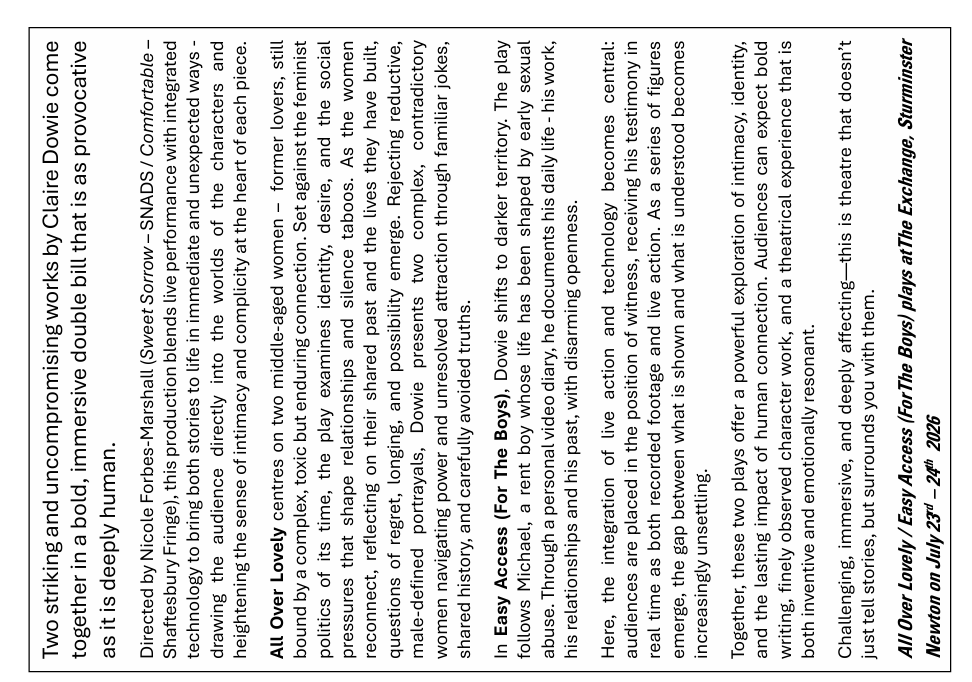 Two striking and uncompromising works by Claire Dowie come
together in a bold, immersive double bill that is as provocative
as it is deeply human.
Directed by Nicole Forbes-Marshall (Sweet Sorrow – SNADS / Comfortable –
Shaftesbury Fringe), this production blends live performance with integrated
technology to bring both stories to life in immediate and unexpected ways -
drawing the audience directly into the worlds of the characters and
heightening the sense of intimacy and complicity at the heart of each piece.
All Over Lovely centres on two middle-aged women – former lovers, still
bound by a complex, toxic but enduring connection. Set against the feminist
politics of its time, the play examines identity, desire, and the social
pressures that shape relationships and silence taboos. As the women
reconnect, reflecting on their shared past and the lives they have built,
questions of regret, longing, and possibility emerge. Rejecting reductive,
male-defined portrayals, Dowie presents two complex, contradictory
women navigating power and unresolved attraction through familiar jokes,
shared history, and carefully avoided truths.
In Easy Access (For The Boys), Dowie shifts to darker territory. The play
follows Michael, a rent boy whose life has been shaped by early sexual
abuse. Through a personal video diary, he documents his daily life - his work,
his relationships and his past, with disarming openness.
Here, the integration of live action and technology becomes central:
audiences are placed in the position of witness, receiving his testimony in
real time as both recorded footage and live action. As a series of figures
emerge, the gap between what is shown and what is understood becomes
increasingly unsettling.
Together, these two plays offer a powerful exploration of intimacy, identity,
and the lasting impact of human connection. Audiences can expect bold
writing, finely observed character work, and a theatrical experience that is
both inventive and emotionally resonant.
Challenging, immersive, and deeply affecting—this is theatre that doesn't
just tell stories, but surrounds you with them.
All Over Lovely / Easy Access (For The Boys) plays at The Exchange, Sturminster
Newton on July 23rd – 24th 2026